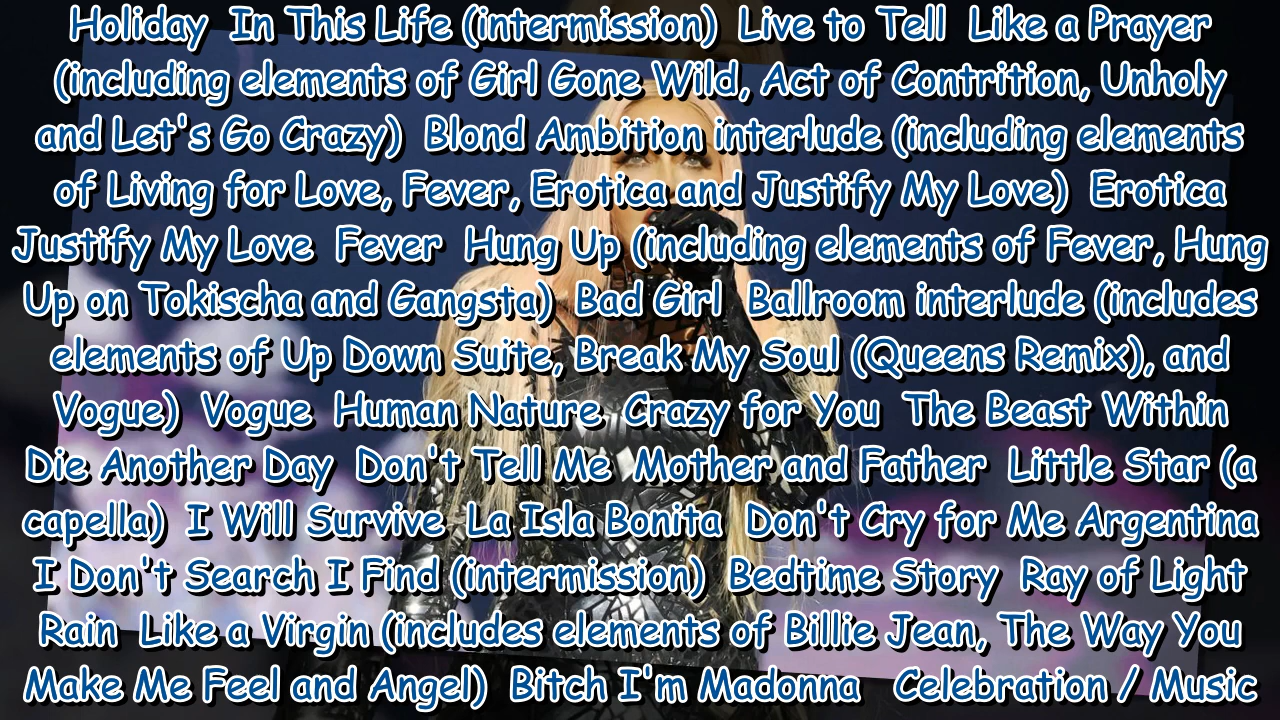 Holiday In This Life (intermission) Live to Tell Like a Prayer
(including elements of Girl Gone Wild, Act of Contrition, Unholy
and Let's Go Crazy) Blond Ambition interlude (including elements
of Living for Love, Fever, Erotica and Justify My Love) Erotica
Justify My Love Fever Hung Up (including elements of Fever, Hung
Up on Tokischa and Gangsta) Bad Girl Ballroom interlude (includes
elements of Up Down Suite, Break My Soul (Queens Remix), and
Vogue) Vogue Human Nature Crazy for You The Beast Within
Die Another Day Don't Tell Me Mother and Father Little Star (a
capella) I Will Survive La Isla Bonita Don't Cry for Me Argentina
I Don't Search I Find (intermission) Bedtime Story Ray of Light
Rain Like a Virgin (includes elements of Billie Jean, The Way You
Make Me Feel and Angel) Bitch I'm Madonna Celebration / Music